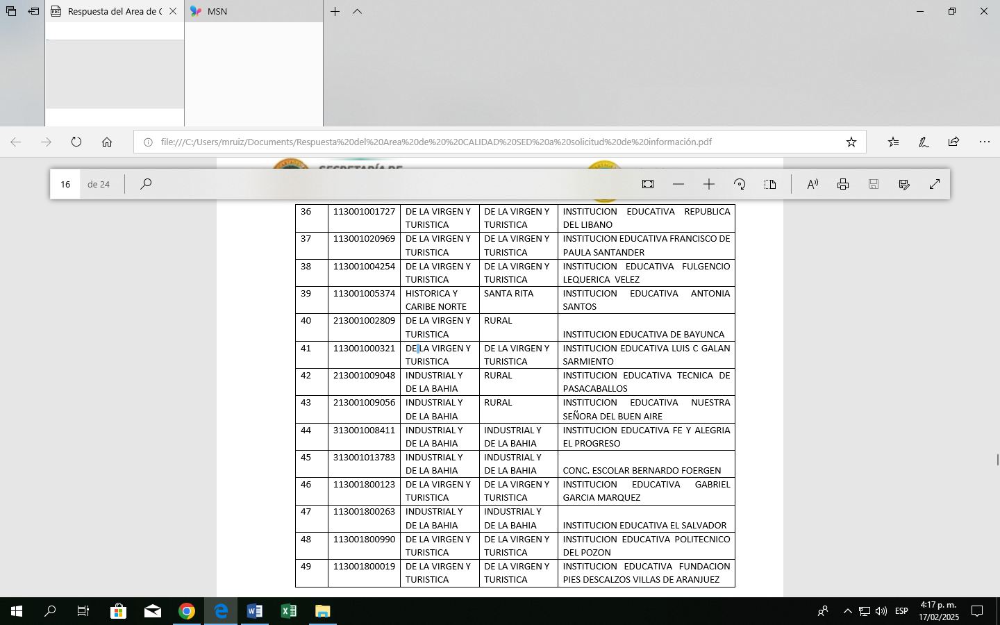 Respuesta del Area de C
MSN
file:///C:/Users/mruiz/Documents/Respuesta%20del%20Area%20de%20%20CALIDAD%20SED%20a%20solicitud%20de%20información.pdf
16 de 24
36 113001001727 DE LA VIRGEN Y DE LA VIRGEN Y INSTITUCION EDUCATIVA REPUBLICA
TURISTICA TURISTICA DEL LIBANO
37 113001020969 DE LA VIRGEN Y DE LA VIRGEN Y INSTITUCION EDUCATIVA FRANCISCO DE
TURISTICA TURISTICA PAULA SANTANDER
38 113001004254 DE LA VIRGEN Y DE LA VIRGEN Y INSTITUCION EDUCATIVA FULGENCIO
TURISTICA TURISTICA LEQUERICA VELEZ
39 113001005374 HISTORICA Y SANTA RITA INSTITUCION EDUCATIVA ANTONIA
CARIBE NORTE SANTOS
40 213001002809 DE LA VIRGEN Y RURAL
TURISTICA INSTITUCION EDUCATIVA DE BAYUNCA
41 113001000321 DE LA VIRGEN Y DE LA VIRGEN Y INSTITUCION EDUCATIVA LUIS C GALAN
TURISTICA TURISTICA SARMIENTO
42 213001009048 INDUSTRIAL Y RURAL INSTITUCION EDUCATIVA TECNICA DE
DE LA BAHIA PASACABALLOS
43 213001009056 INDUSTRIAL Y RURAL INSTITUCION EDUCATIVA NUESTRA
DE LA BAHIA SEÑORA DEL BUEN AIRE
44 313001008411 INDUSTRIAL Y INDUSTRIAL Y INSTITUCION EDUCATIVA FE Y ALEGRIA
DE LA BAHIA DE LA BAHIA EL PROGRESO
45 313001013783 INDUSTRIAL Y INDUSTRIAL Y
DE LA BAHIA DE LA BAHIA CONC. ESCOLAR BERNARDO FOERGEN
46 113001800123 DE LA VIRGEN Y DE LA VIRGEN Y INSTITUCION EDUCATIVA GABRIEL
TURISTICA TURISTICA GARCIA MARQUEZ
47 113001800263 INDUSTRIAL Y INDUSTRIAL Y
DE LA BAHIA DE LA BAHIA INSTITUCION EDUCATIVA EL SALVADOR
48 113001800990 DE LA VIRGEN Y DE LA VIRGEN Y INSTITUCION EDUCATIVA POLITECNICO
TURISTICA TURISTICA DEL POZON
49 113001800019 DE LA VIRGEN Y DE LA VIRGEN Y INSTITUCION EDUCATIVA FUNDACION
TURISTICA TURISTICA PIES DESCALZOS VILLAS DE ARANJUEZ
ESP
4:17 p. m.
17/02/2025